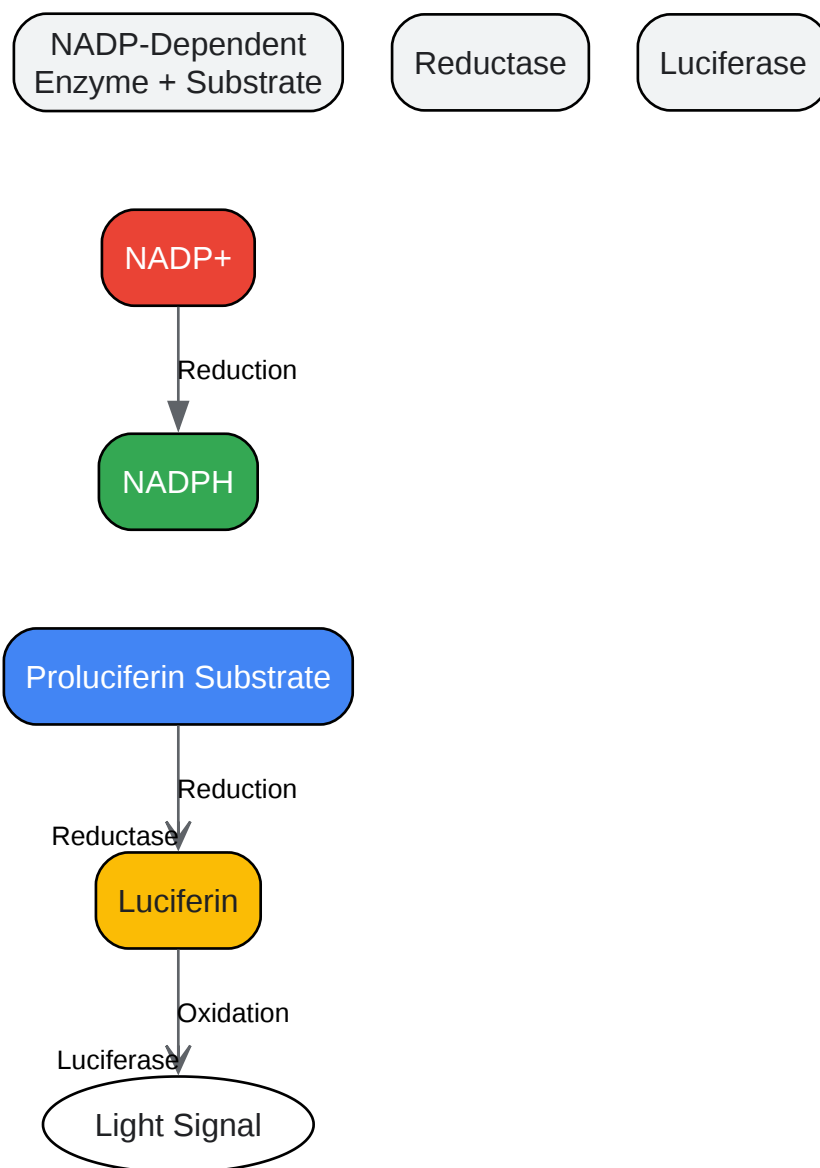 NADP-Dependent
Enzyme + Substrate
Reductase
Luciferase
NADP+
Reduction
NADPH
Proluciferin Substrate
Reduction
Reductase
Luciferin
Oxidation
Luciferase
Light Signal